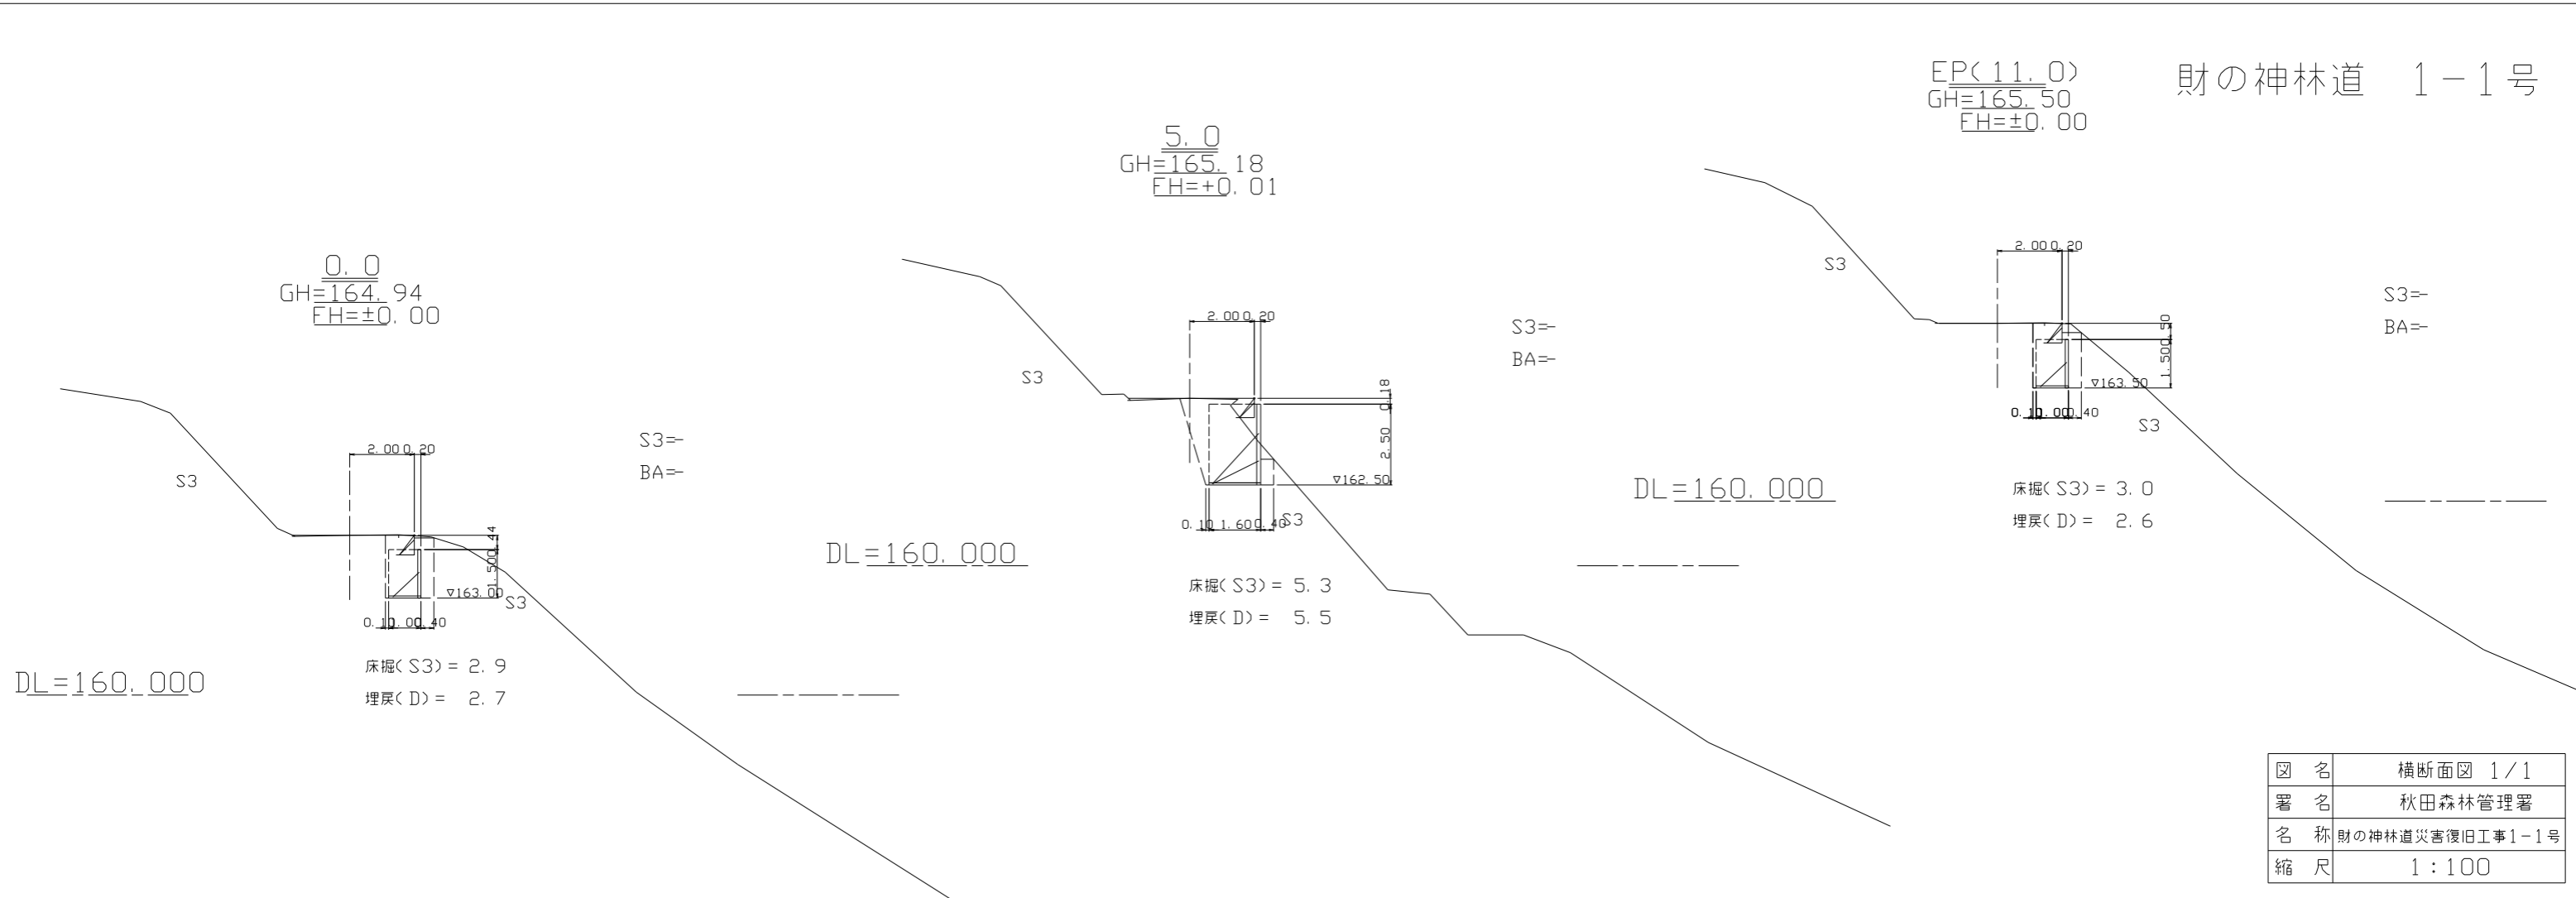 財の神林道 1-1号
0.0
GH=164.94
FH=±0.00
2.00 0.20
S3
S3=-
BA=-
0.44
1.50
▽163.00
S3
0.10 1.00 0.40
床掘(S3)= 2.9
埋戻(D)= 2.7
DL=160.000
5.0
GH=165.18
FH=+0.01
2.00 0.20
S3
S3=-
BA=-
0.18
2.50
▽162.50
S3
0.10 1.60 0.40
床掘(S3)= 5.3
埋戻(D)= 5.5
DL=160.000
EP(11.0)
GH=165.50
FH=±0.00
2.00 0.20
S3
S3=-
BA=-
0.50
1.50
▽163.50
S3
0.10 1.00 0.40
床掘(S3)= 3.0
埋戻(D)= 2.6
DL=160.000
図名 横断面図 1/1
署名 秋田森林管理署
名称 財の神林道災害復旧工事1-1号
縮尺 1:100